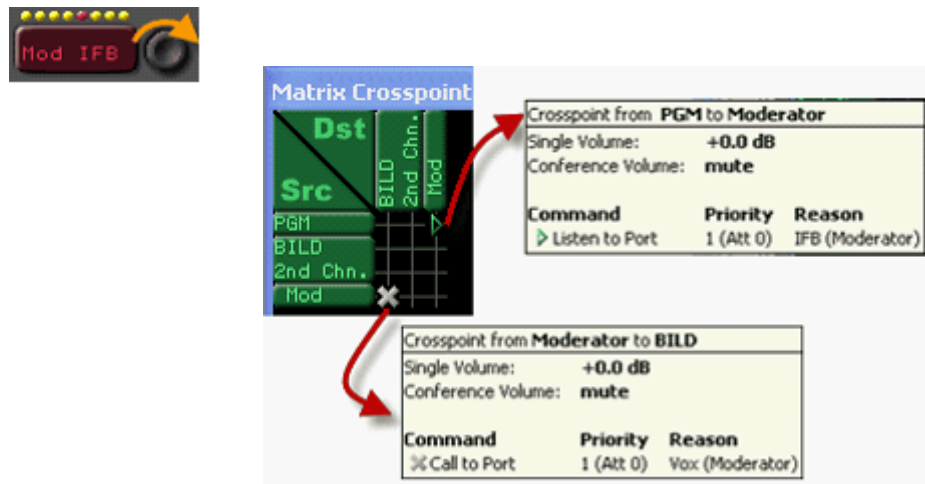 Mod IFB
Matrix Crosspoint
Dst
Src
BILD
2nd Chn.
Mod
PGM
BILD
2nd Chn.
Mod
Crosspoint from PGM to Moderator
Single Volume: +0.0 dB
Conference Volume: mute
Command Priority Reason
Listen to Port 1 (Att 0) IFB (Moderator)
Crosspoint from Moderator to BILD
Single Volume: +0.0 dB
Conference Volume: mute
Command Priority Reason
Call to Port 1 (Att 0) Vox (Moderator)